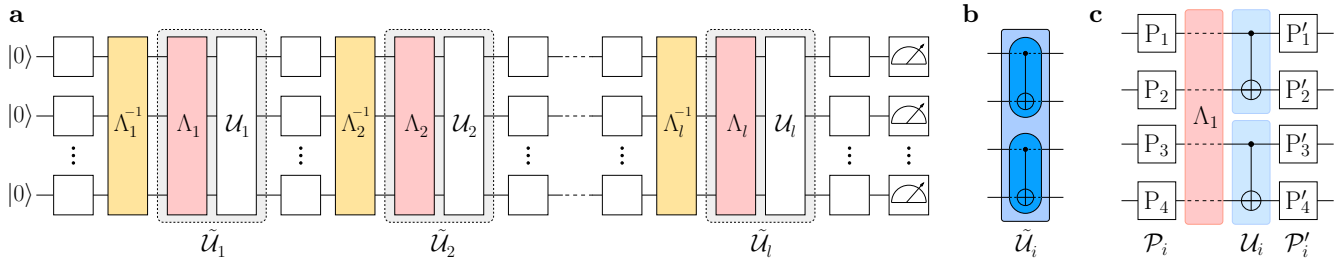 a
|0⟩ Λ₁⁻¹ Λ₁ 𝒰₁ Λ₂⁻¹ Λ₂ 𝒰₂ Λₗ⁻¹ Λₗ 𝒰ₗ
|0⟩
⋮ ⋮ ⋮ ⋮ ⋮ ⋮
|0⟩
𝒰̃₁ 𝒰̃₂ 𝒰̃ₗ
b
𝒰̃ᵢ
c
P₁ Λ₁ P′₁
P₂ P′₂
P₃ P′₃
P₄ P′₄
𝒫ᵢ 𝒰ᵢ 𝒫′ᵢ